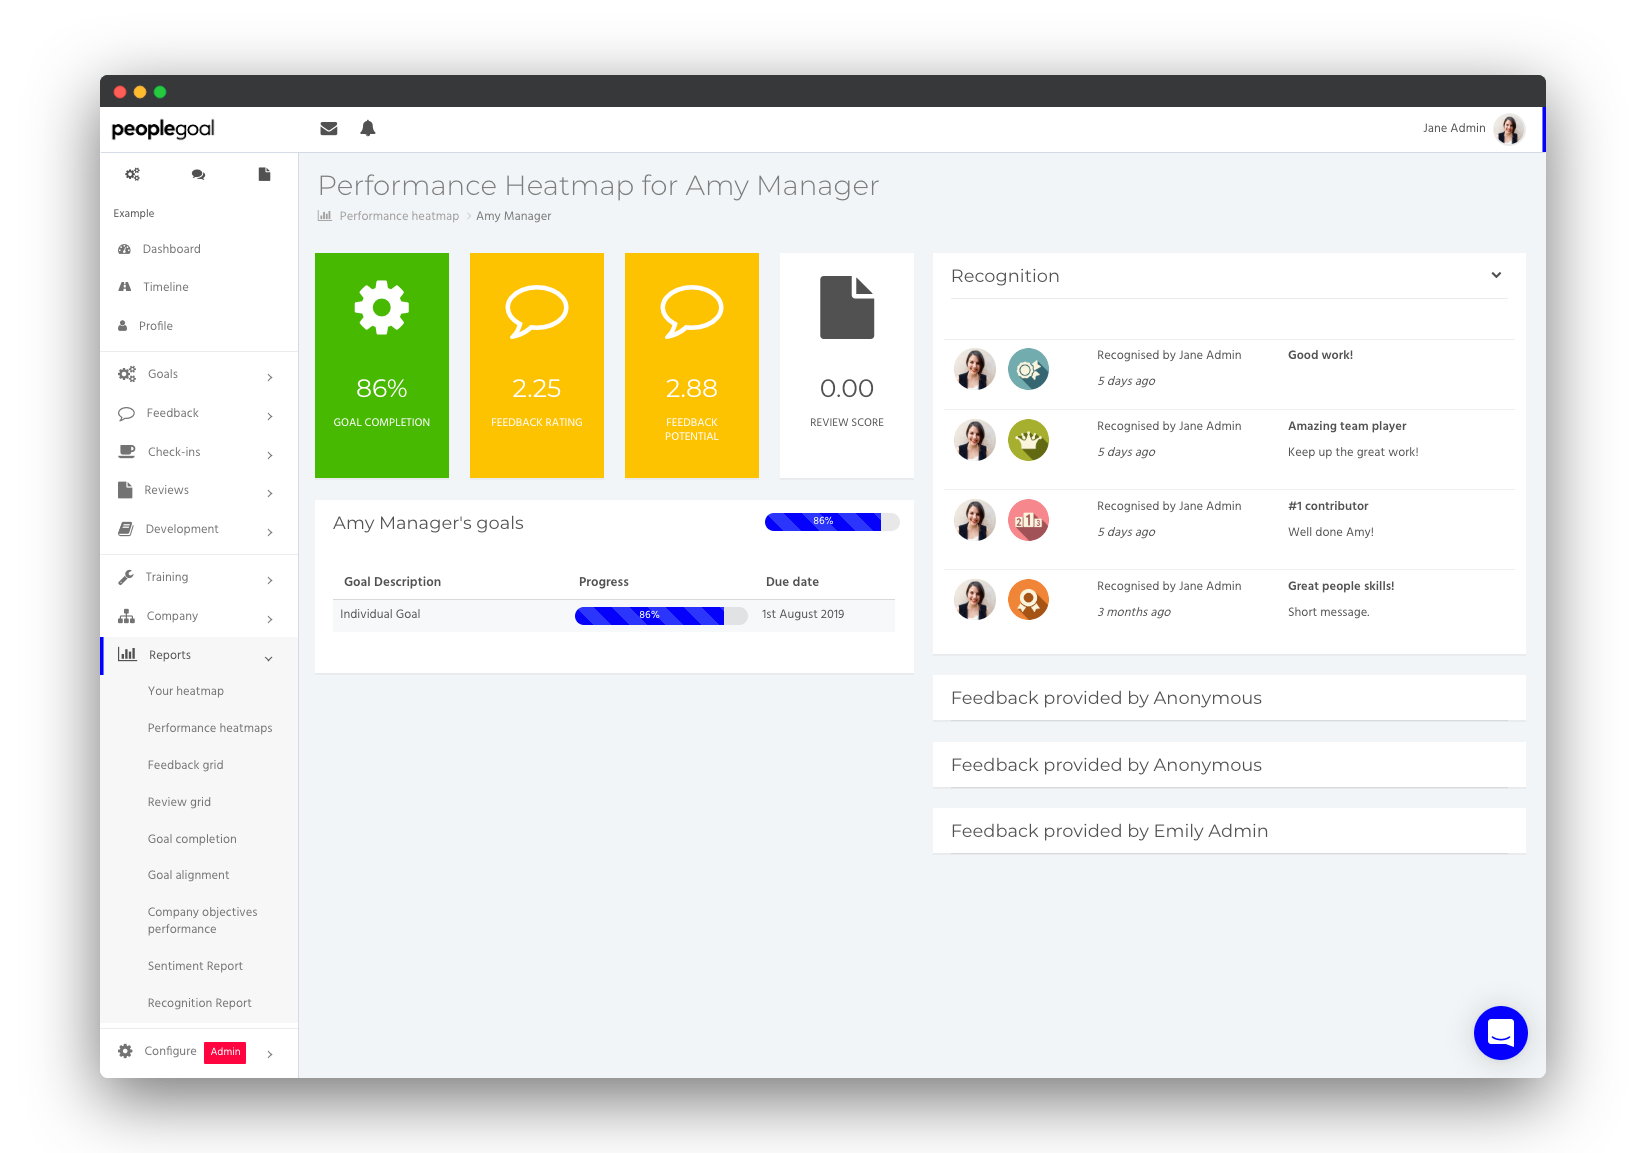 peoplegoal
Jane Admin
Example
Dashboard
Timeline
Profile
Goals
Feedback
Check-ins
Reviews
Development
Training
Company
Reports
Your heatmap
Performance heatmaps
Feedback grid
Review grid
Goal completion
Goal alignment
Company objectives
performance
Sentiment Report
Recognition Report
Configure Admin
Performance Heatmap for Amy Manager
Performance heatmap > Amy Manager
86%
GOAL COMPLETION
2.25
FEEDBACK RATING
2.88
FEEDBACK
POTENTIAL
0.00
REVIEW SCORE
Amy Manager's goals
86%
Goal Description Progress Due date
Individual Goal 86% 1st August 2019
Recognition
Recognised by Jane Admin Good work!
5 days ago
Recognised by Jane Admin Amazing team player
5 days ago Keep up the great work!
2 1 3
Recognised by Jane Admin #1 contributor
5 days ago Well done Amy!
Recognised by Jane Admin Great people skills!
3 months ago Short message.
Feedback provided by Anonymous
Feedback provided by Anonymous
Feedback provided by Emily Admin